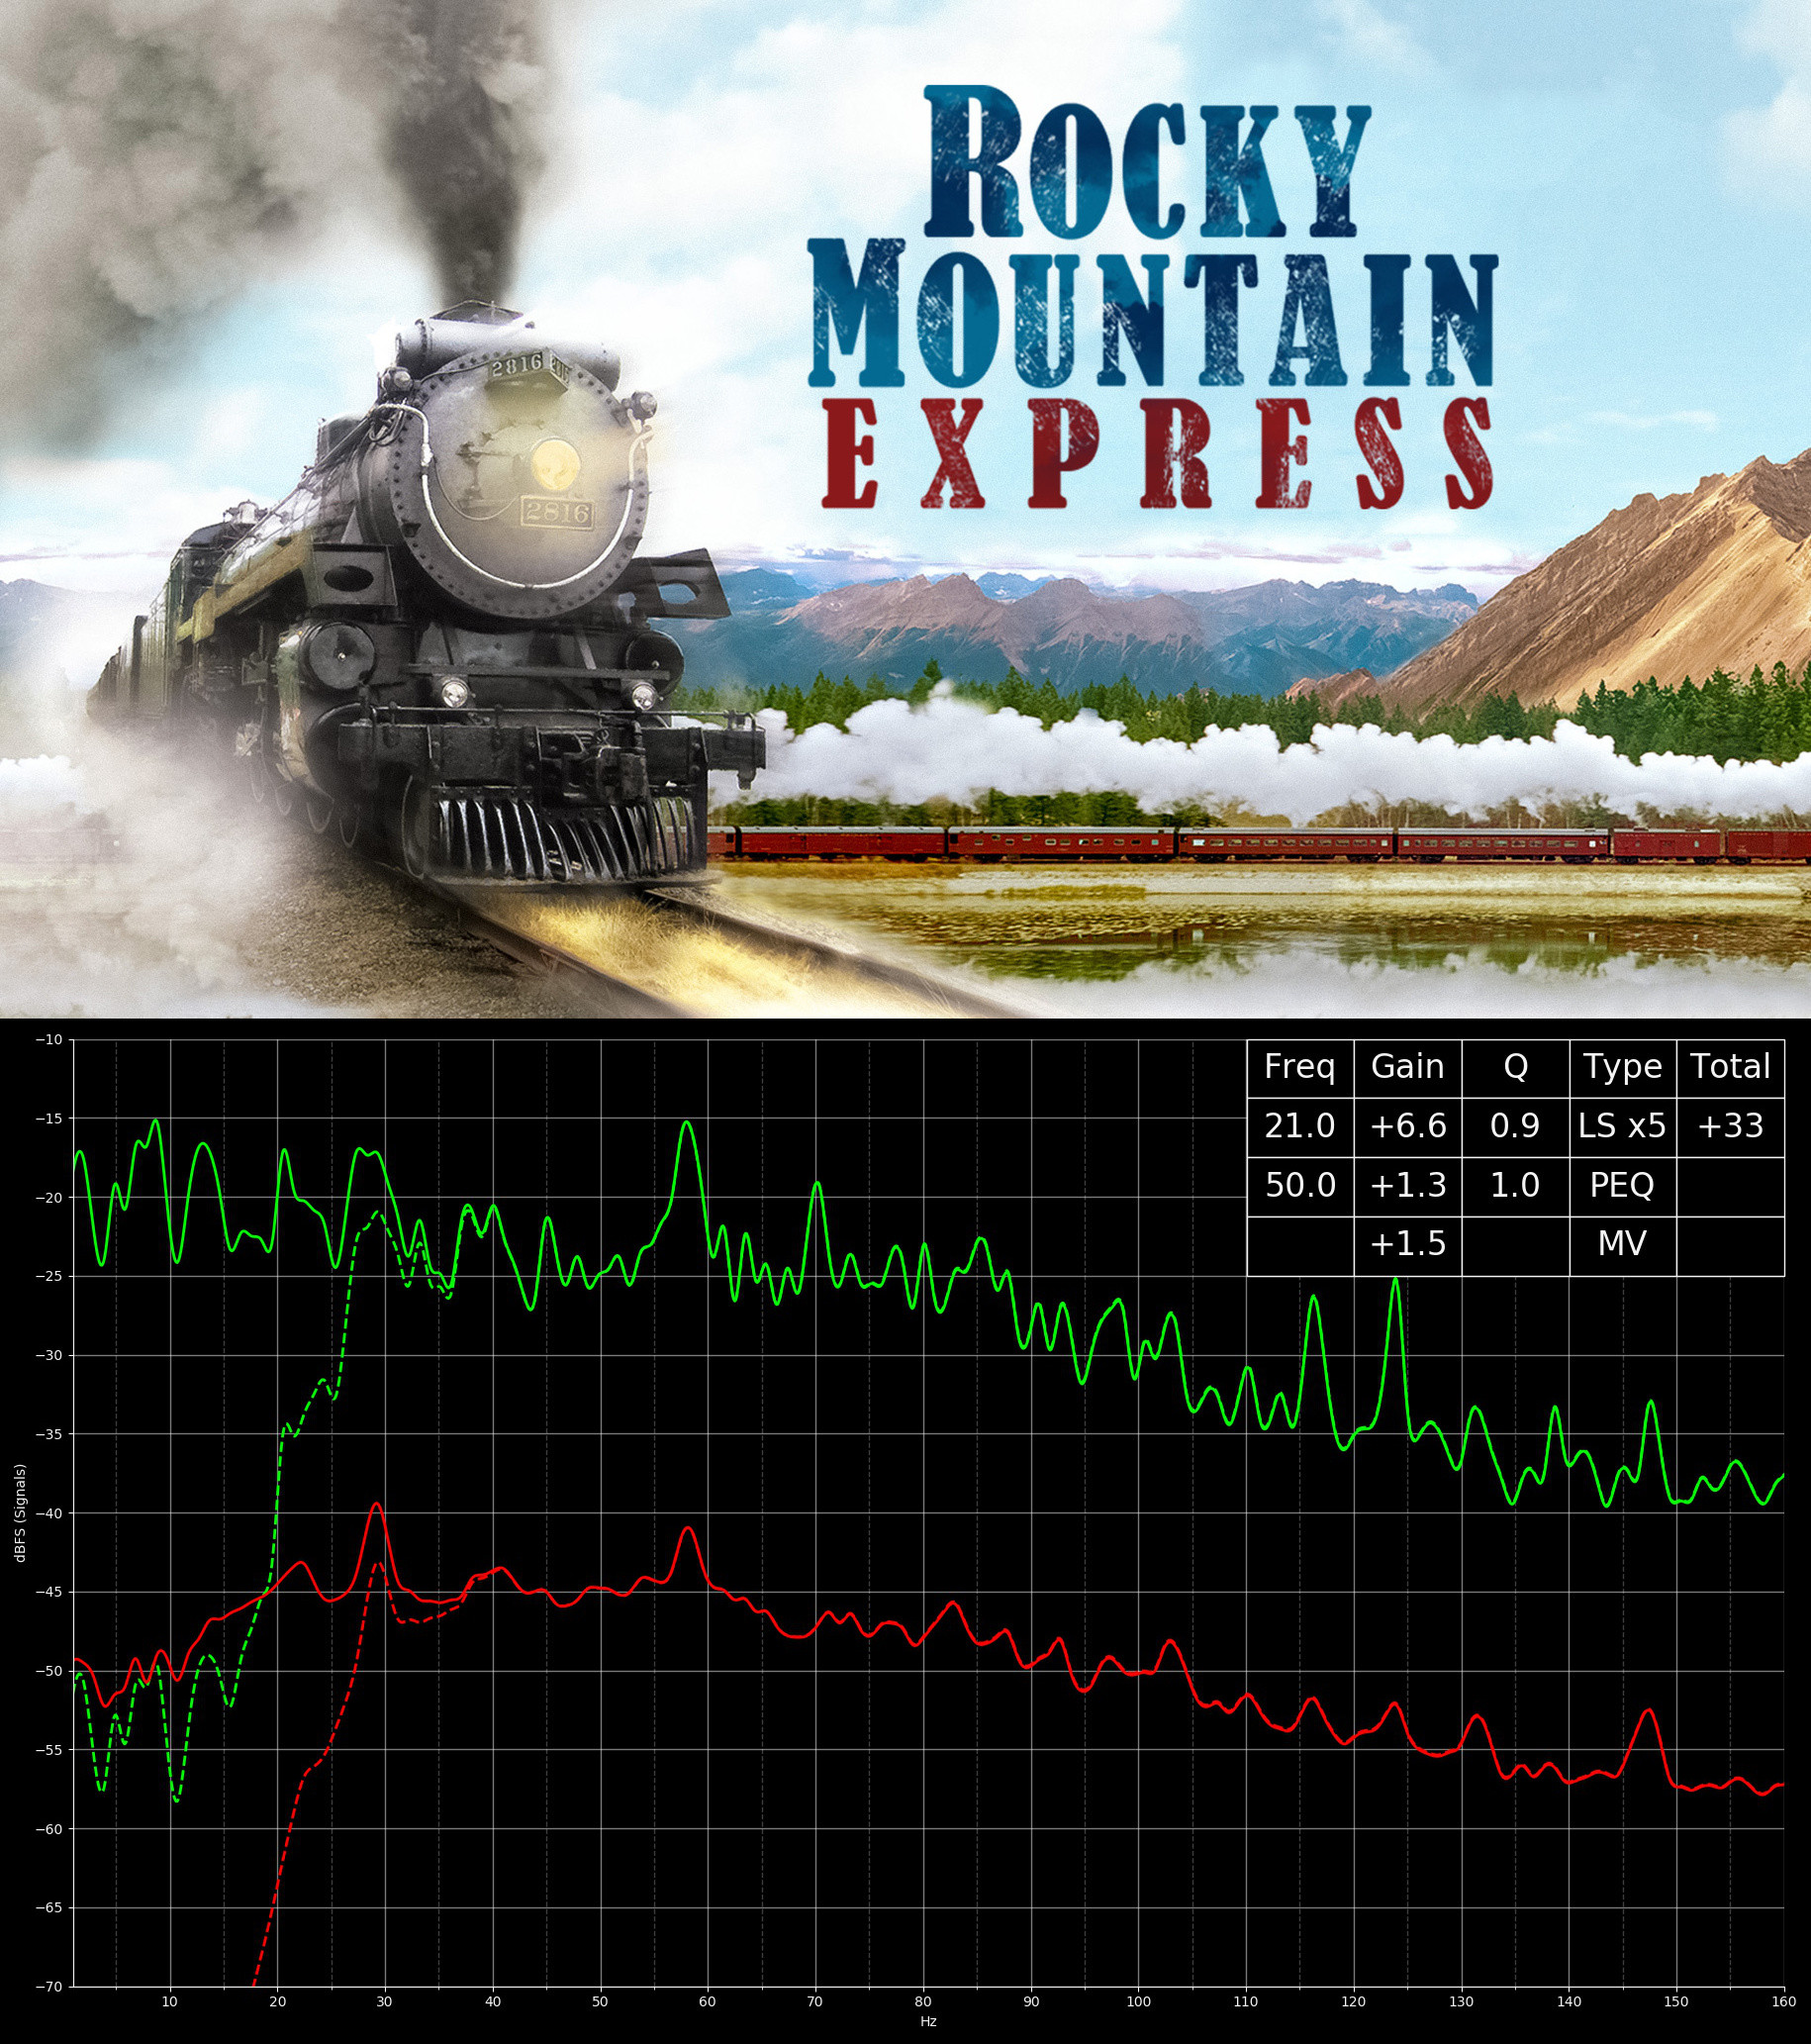 ROCKY
MOUNTAIN
EXPRESS
2816
2816
−10
−15
−20
−25
−30
−35
−40
−45
−50
−55
−60
−65
−70
dBFS (Signals)
Freq Gain Q Type Total
21.0 +6.6 0.9 LS x5 +33
50.0 +1.3 1.0 PEQ
+1.5 MV
10 20 30 40 50 60 70 80 90 100 110 120 130 140 150 160
Hz